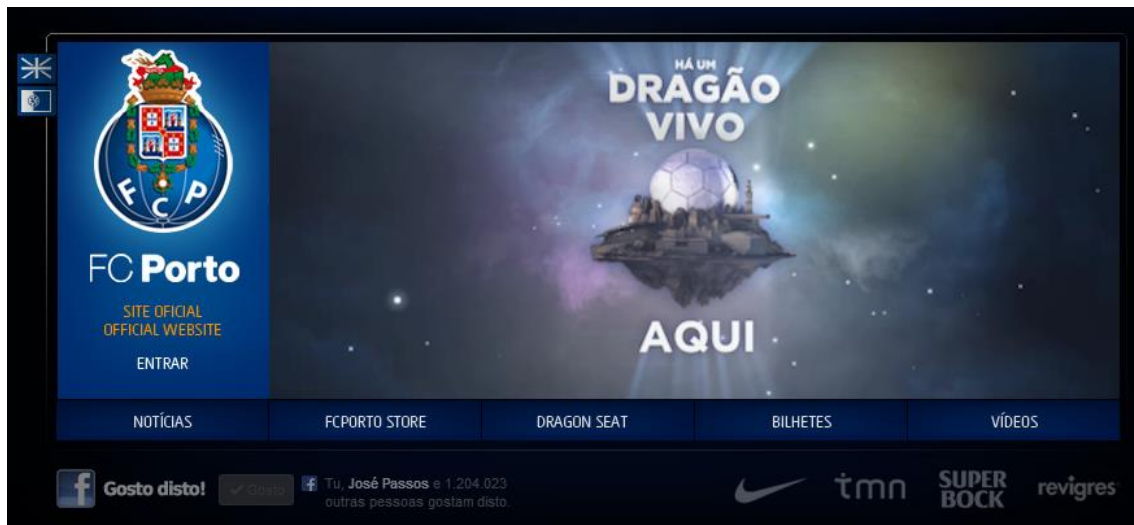 FCP
FC Porto
SITE OFICIAL
OFFICIAL WEBSITE
ENTRAR
HÁ UM
DRAGÃO
VIVO
AQUI
NOTÍCIAS
FCPORTO STORE
DRAGON SEAT
BILHETES
VÍDEOS
f Gosto disto!
Gosto
f Tu, José Passos e 1.204.023
outras pessoas gostam disto.
tmn
SUPER
BOCK
revigres